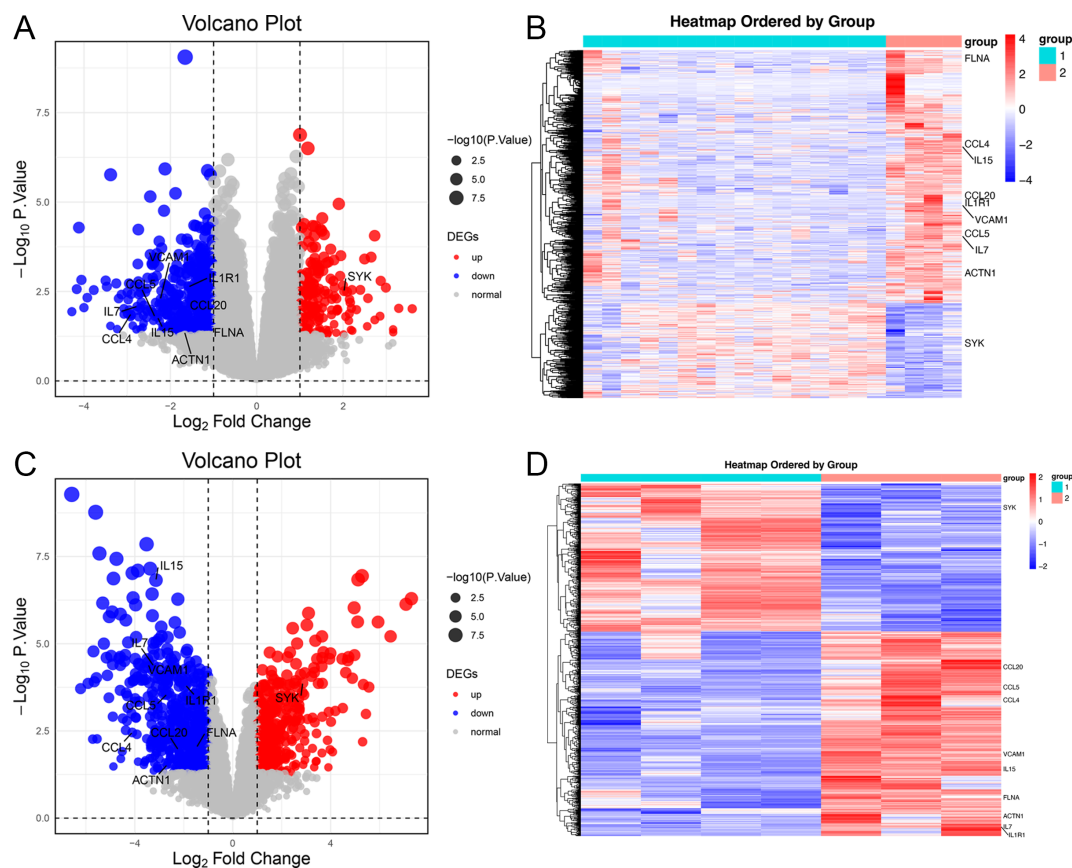 A
Volcano Plot
7.5
5.0
2.5
0.0
−4
−2
0
2
−Log10 P.Value
Log2 Fold Change
VCAM1
CCL5
IL1R1
CCL20
IL7
IL15
CCL4
FLNA
ACTN1
SYK
−log10(P.Value)
2.5
5.0
7.5
DEGs
up
down
normal
B
Heatmap Ordered by Group
group
FLNA
CCL4
IL15
CCL20
IL1R1
VCAM1
CCL5
IL7
ACTN1
SYK
4
2
0
−2
−4
group
1
2
C
Volcano Plot
7.5
5.0
2.5
0.0
−4
0
4
−Log10 P.Value
Log2 Fold Change
IL15
IL7
VCAM1
CCL5
IL1R1
CCL20
FLNA
CCL4
ACTN1
SYK
−log10(P.Value)
2.5
5.0
7.5
DEGs
up
down
normal
D
Heatmap Ordered by Group
group
SYK
CCL20
CCL5
CCL4
VCAM1
IL15
FLNA
ACTN1
IL7
IL1R1
2
1
0
−1
−2
group
1
2